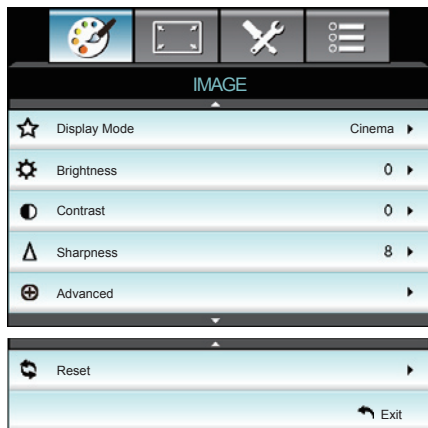 IMAGE
Display Mode Cinema
Brightness 0
Contrast 0
Sharpness 8
Advanced
Reset
Exit